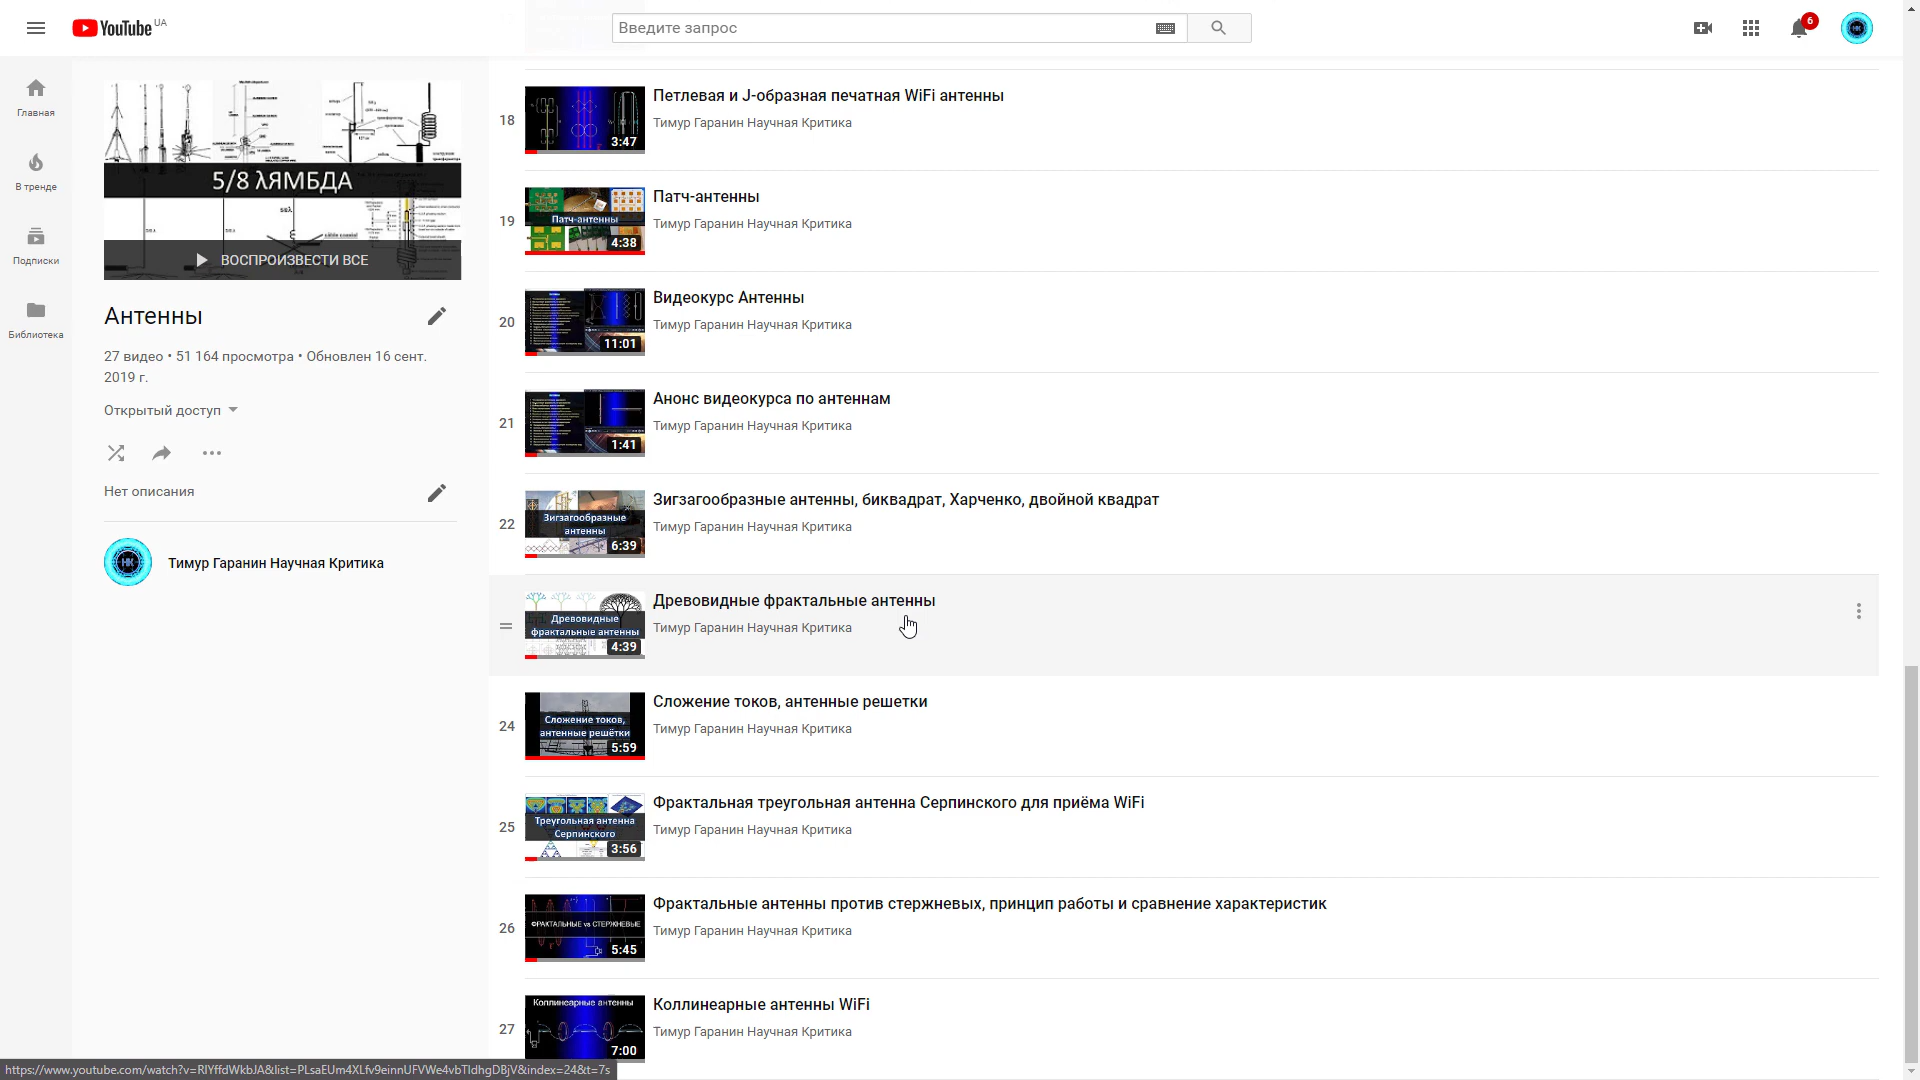 YouTube UA
Введите запрос
6
Главная
В тренде
Подписки
Библиотека
5/8 λЯМБДА
ВОСПРОИЗВЕСТИ ВСЕ
Антенны
27 видео • 51 164 просмотра • Обновлен 16 сент.
2019 г.
Открытый доступ
Нет описания
НК
Тимур Гаранин Научная Критика
18
3:47
Петлевая и J-образная печатная WiFi антенны
Тимур Гаранин Научная Критика
19
Патч-антенны
4:38
Патч-антенны
Тимур Гаранин Научная Критика
20
11:01
Видеокурс Антенны
Тимур Гаранин Научная Критика
21
1:41
Анонс видеокурса по антеннам
Тимур Гаранин Научная Критика
22
Зигзагообразные
антенны
6:39
Зигзагообразные антенны, биквадрат, Харченко, двойной квадрат
Тимур Гаранин Научная Критика
Древовидные
фрактальные антенны
4:39
Древовидные фрактальные антенны
Тимур Гаранин Научная Критика
24
Сложение токов,
антенные решётки
5:59
Сложение токов, антенные решетки
Тимур Гаранин Научная Критика
25
Треугольная антенна
Серпинского
3:56
Фрактальная треугольная антенна Серпинского для приёма WiFi
Тимур Гаранин Научная Критика
26
ФРАКТАЛЬНЫЕ vs СТЕРЖНЕВЫЕ
5:45
Фрактальные антенны против стержневых, принцип работы и сравнение характеристик
Тимур Гаранин Научная Критика
27
Коллинеарные антенны
7:00
Коллинеарные антенны WiFi
Тимур Гаранин Научная Критика
https://www.youtube.com/watch?v=RlYffdWkbJA&list=PLsaEUm4XLfv9einnUFVWe4vbTldhgDBjV&index=24&t=7s